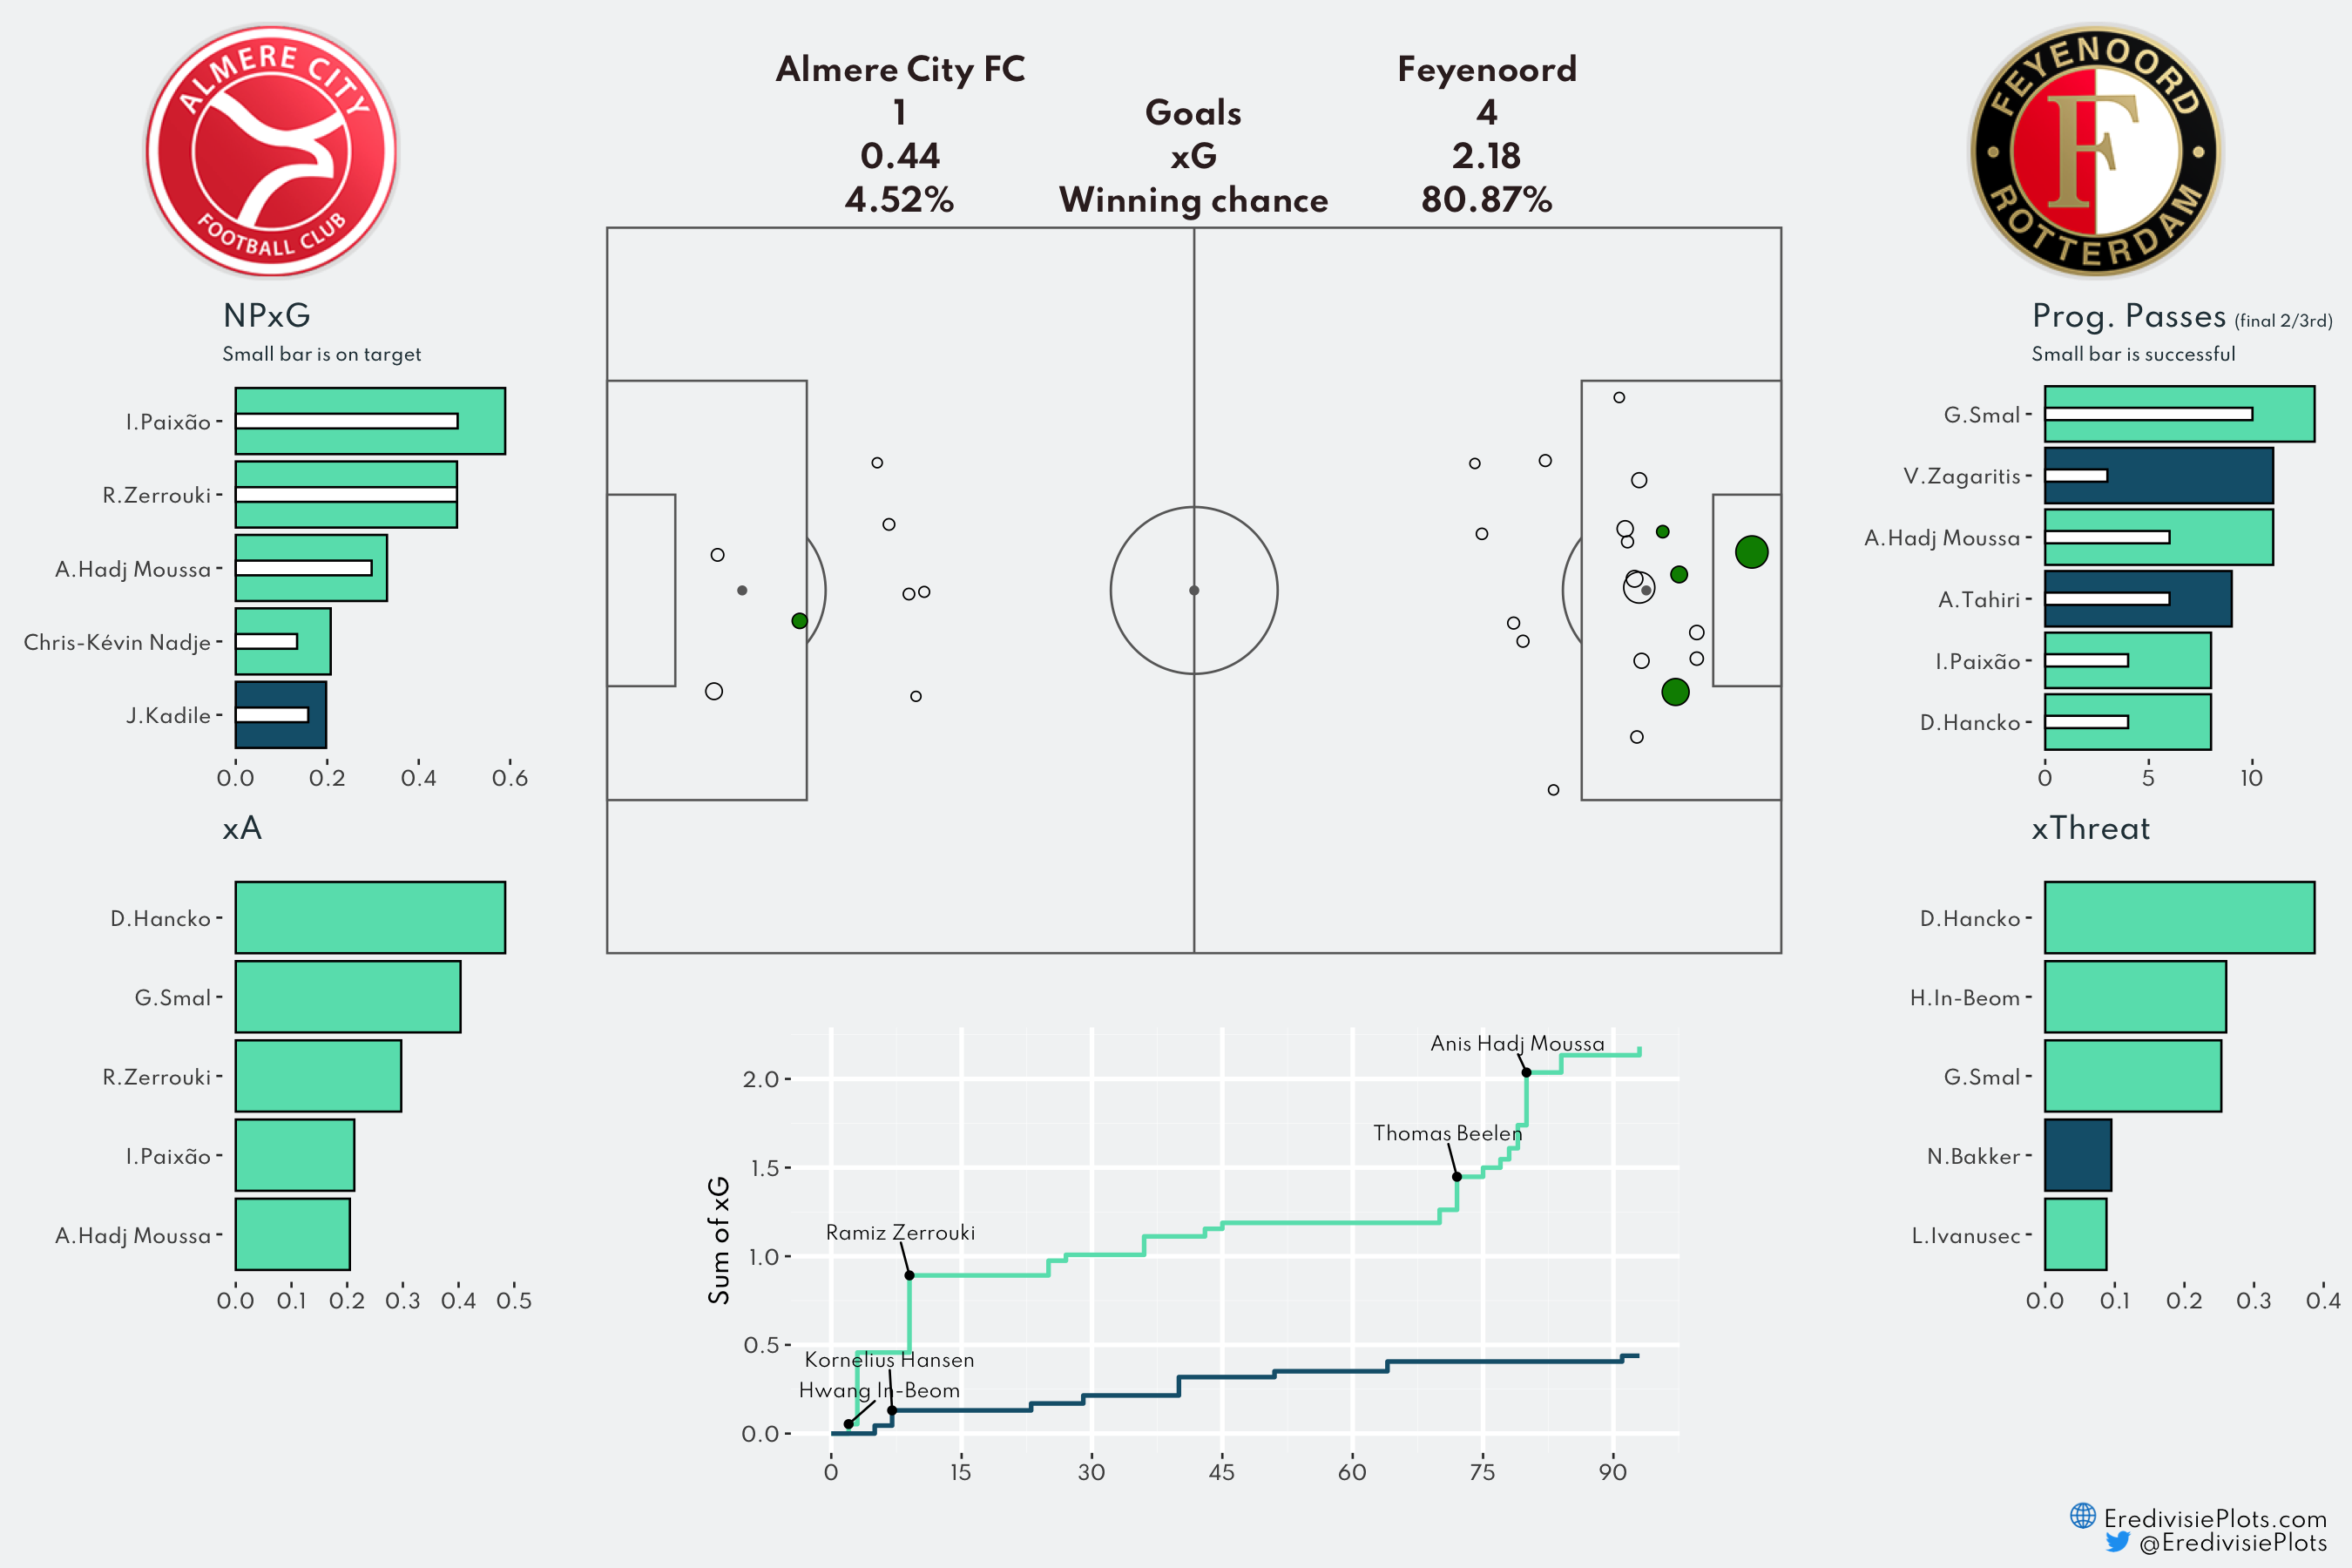 ALMERE CITY
FOOTBALL CLUB
Almere City FC Feyenoord
1 Goals 4
0.44 xG 2.18
4.52% Winning chance 80.87%
FEYENOORD
F
ROTTERDAM
NPxG
Small bar is on target
I.Paixão
R.Zerrouki
A.Hadj Moussa
Chris-Kévin Nadje
J.Kadile
0.0 0.2 0.4 0.6
xA
D.Hancko
G.Smal
R.Zerrouki
I.Paixão
A.Hadj Moussa
0.0 0.1 0.2 0.3 0.4 0.5
Anis Hadj Moussa
Thomas Beelen
Ramiz Zerrouki
Kornelius Hansen
Hwang In-Beom
Sum of xG
2.0
1.5
1.0
0.5
0.0
0 15 30 45 60 75 90
Prog. Passes (final 2/3rd)
Small bar is successful
G.Smal
V.Zagaritis
A.Hadj Moussa
A.Tahiri
I.Paixão
D.Hancko
0 5 10
xThreat
D.Hancko
H.In-Beom
G.Smal
N.Bakker
L.Ivanusec
0.0 0.1 0.2 0.3 0.4
EredivisiePlots.com
@EredivisiePlots